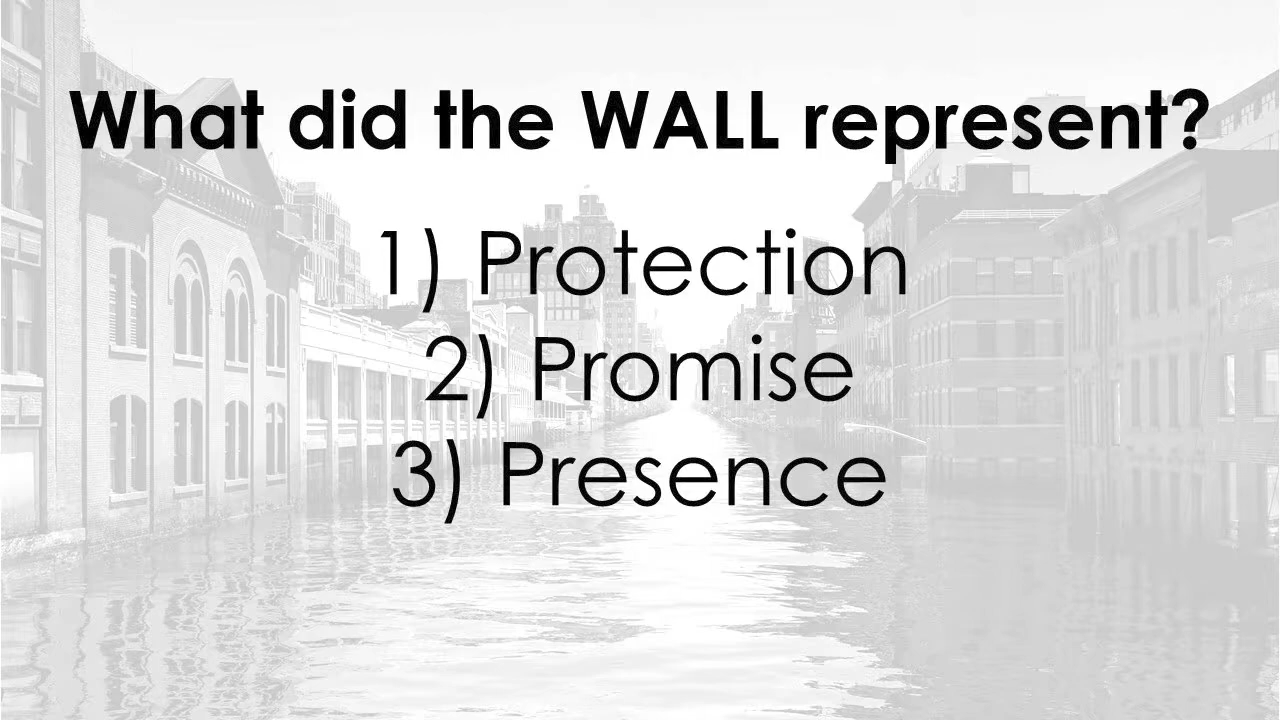 What did the WALL represent?
1) Protection
2) Promise
3) Presence